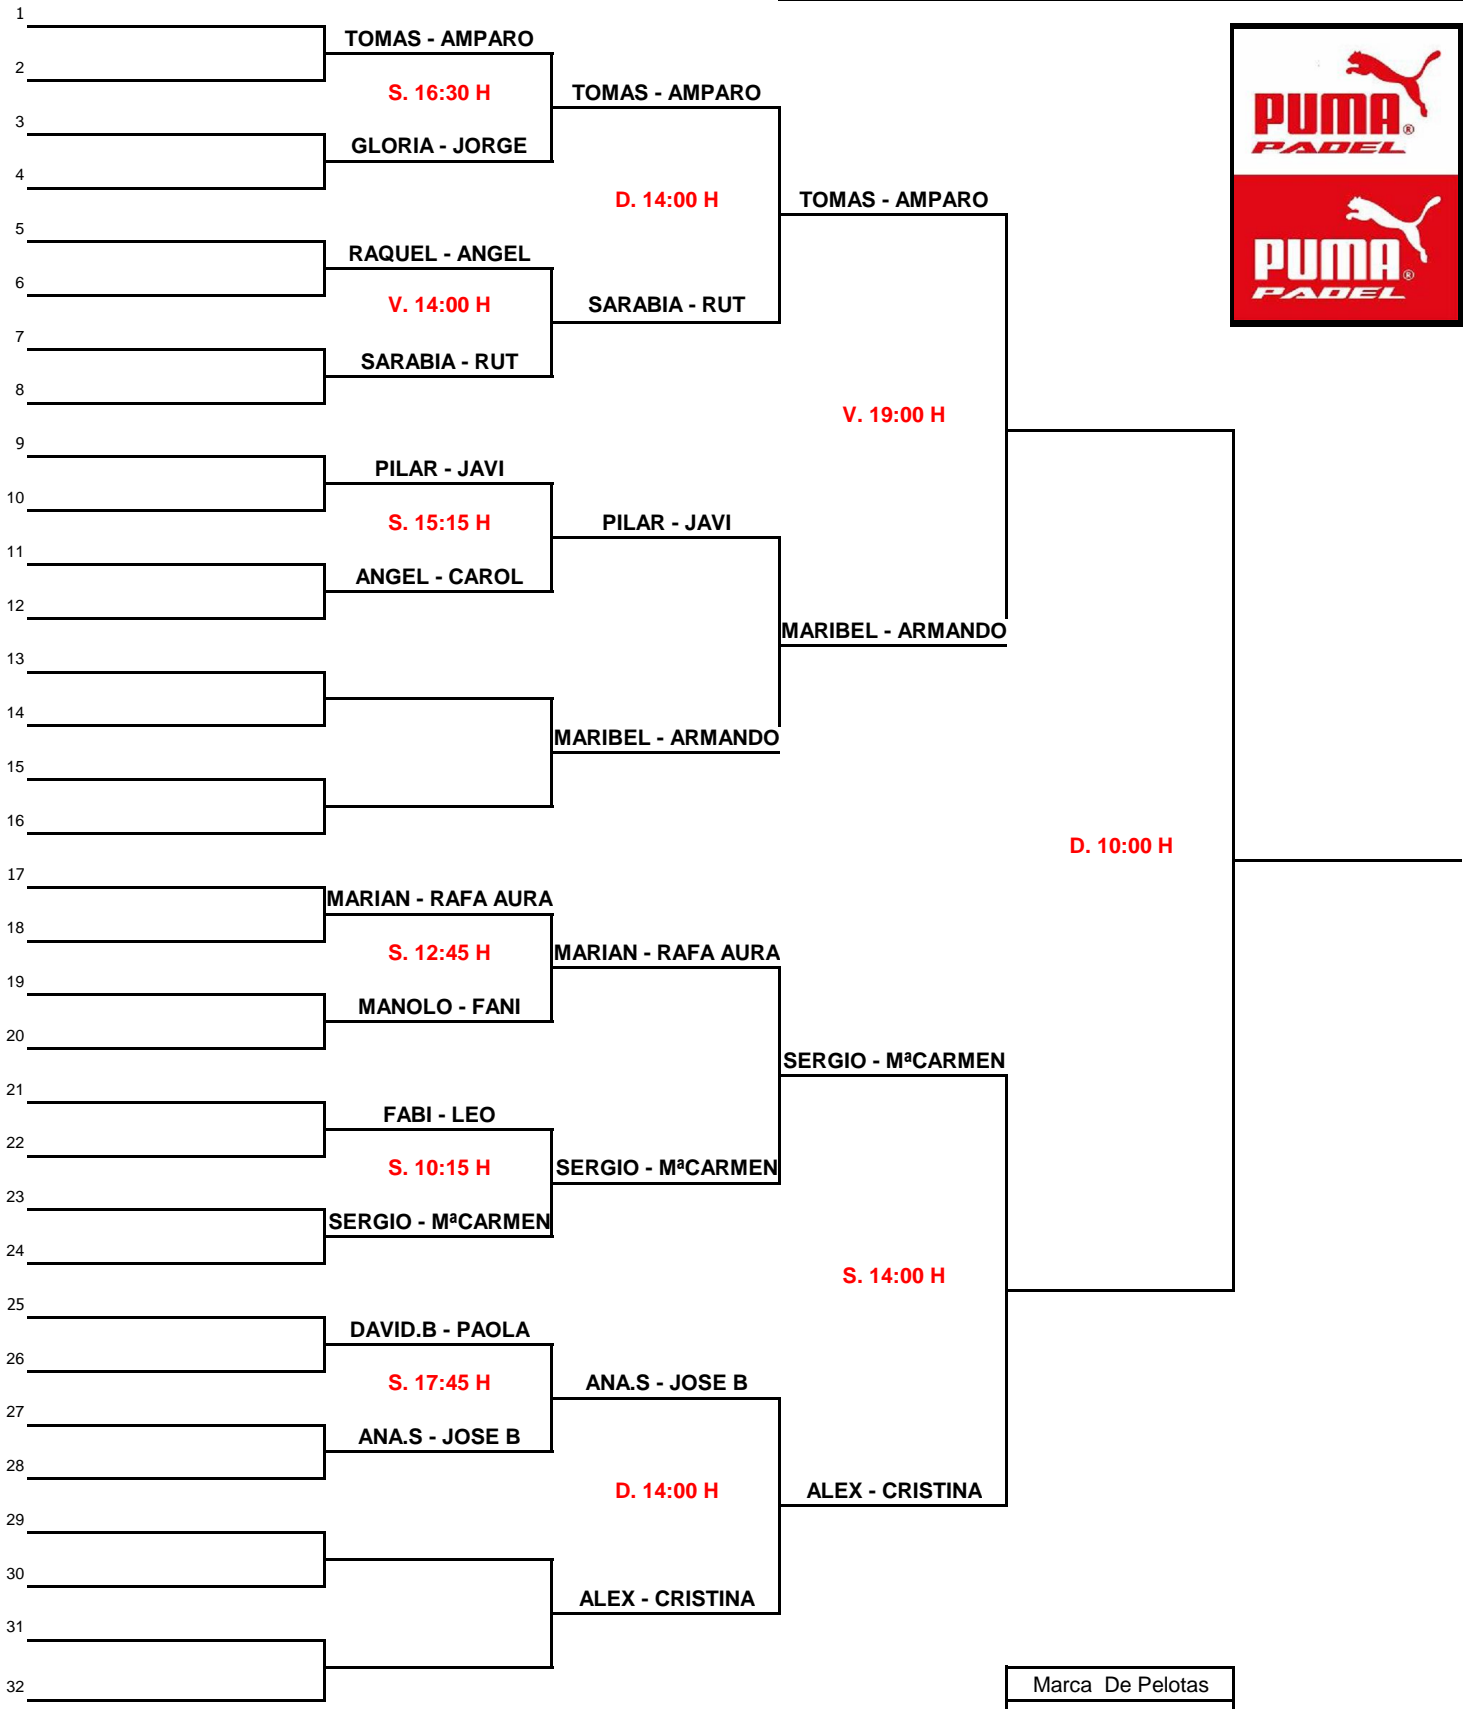 1
TOMAS - AMPARO
2
S. 16:30 H
TOMAS - AMPARO
3
GLORIA - JORGE
4
D. 14:00 H
TOMAS - AMPARO
5
RAQUEL - ANGEL
6
V. 14:00 H
SARABIA - RUT
7
SARABIA - RUT
8
V. 19:00 H
9
PILAR - JAVI
10
S. 15:15 H
PILAR - JAVI
11
ANGEL - CAROL
12
MARIBEL - ARMANDO
13
14
MARIBEL - ARMANDO
15
16
D. 10:00 H
17
MARIAN - RAFA AURA
18
S. 12:45 H
MARIAN - RAFA AURA
19
MANOLO - FANI
20
SERGIO - MªCARMEN
21
FABI - LEO
22
S. 10:15 H
SERGIO - MªCARMEN
23
SERGIO - MªCARMEN
24
S. 14:00 H
25
DAVID.B - PAOLA
26
S. 17:45 H
ANA.S - JOSE B
27
ANA.S - JOSE B
28
D. 14:00 H
ALEX - CRISTINA
29
30
ALEX - CRISTINA
31
32
Marca De Pelotas
PUMA®
PADEL
PUMA®
PADEL